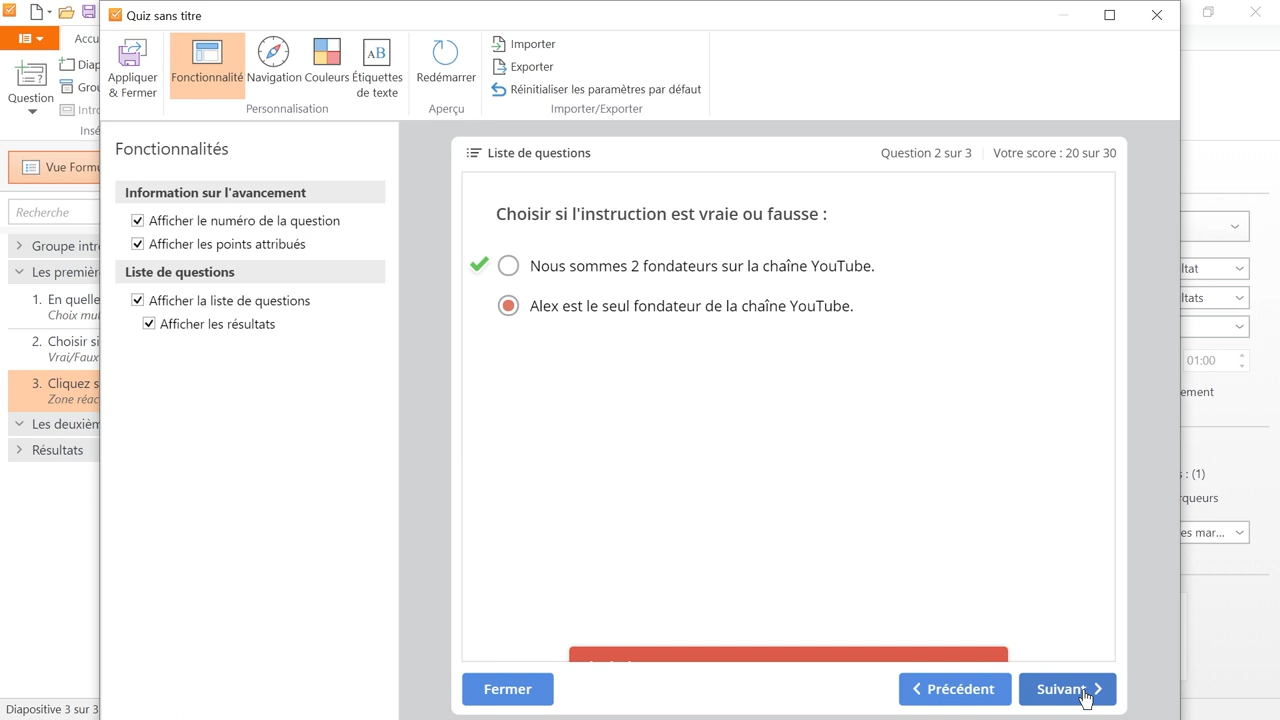 Quiz sans titre
Accu
Question
Diap
Grou
Intro
Insé
Appliquer
& Fermer
Fonctionnalité
Navigation
Couleurs
Étiquettes
de texte
Personnalisation
Redémarrer
Aperçu
Importer
Exporter
Réinitialiser les paramètres par défaut
Importer/Exporter
Vue Formu
Recherche
Groupe intro
Les premièr
1. En quelle
Choix mul
2. Choisir si
Vrai/Faux
3. Cliquez s
Zone réac
Les deuxièm
Résultats
Diapositive 3 sur 3
Fonctionnalités
Information sur l'avancement
Afficher le numéro de la question
Afficher les points attribués
Liste de questions
Afficher la liste de questions
Afficher les résultats
Liste de questions
Question 2 sur 3
Votre score : 20 sur 30
Choisir si l'instruction est vraie ou fausse :
Nous sommes 2 fondateurs sur la chaîne YouTube.
Alex est le seul fondateur de la chaîne YouTube.
Fermer
Précédent
Suivant
ltat
ltats
01:00
ement
s : (1)
rqueurs
es mar...